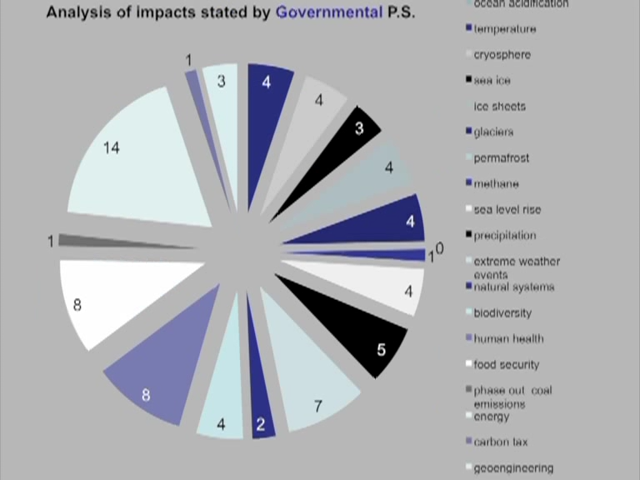 Analysis of impacts stated by Governmental P.S.
ocean acidification
temperature
cryosphere
sea ice
ice sheets
glaciers
permafrost
methane
sea level rise
precipitation
extreme weather
events
natural systems
biodiversity
human health
food security
phase out coal
emissions
energy
carbon tax
geoengineering
1
3
4
4
3
4
4
0
1
4
5
7
2
4
8
8
1
14